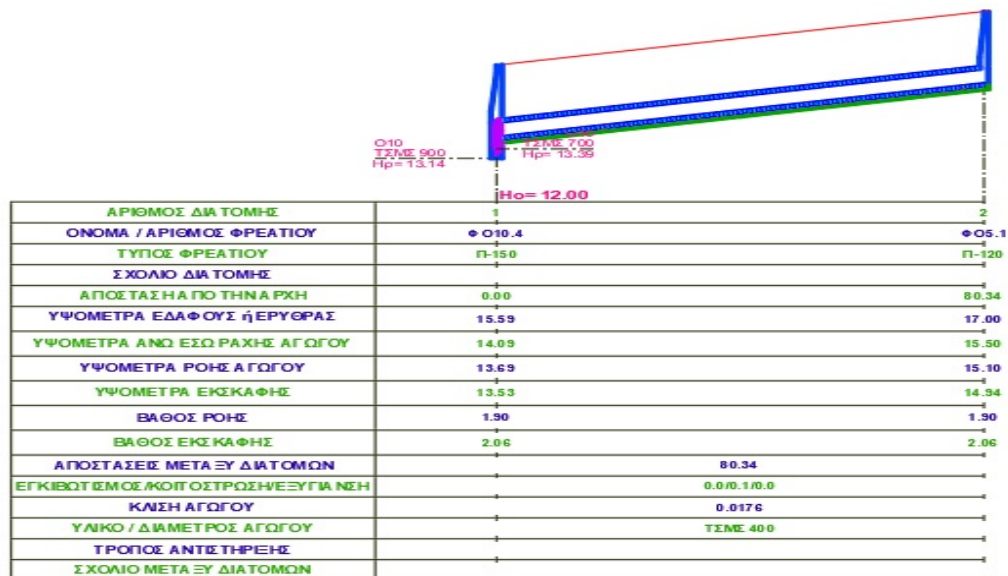 Ο10
ΤΣΜΣ 900
Hρ= 13.14
ΤΣΜΣ 700
Hρ= 13.39
Ho= 12.00
ΑΡΙΘΜΟΣ ΔΙΑΤΟΜΗΣ 1 2
ΟΝΟΜΑ / ΑΡΙΘΜΟΣ ΦΡΕΑΤΙΟΥ ΦΟ10.4 ΦΟ5.1
ΤΥΠΟΣ ΦΡΕΑΤΙΟΥ Π-150 Π-120
ΣΧΟΛΙΟ ΔΙΑΤΟΜΗΣ
ΑΠΟΣΤΑΣΗ ΑΠΟ ΤΗΝ ΑΡΧΗ 0.00 80.34
ΥΨΟΜΕΤΡΑ ΕΔΑΦΟΥΣ ή ΕΡΥΘΡΑΣ 15.59 17.00
ΥΨΟΜΕΤΡΑ ΑΝΩ ΕΣΩΡΑΧΗΣ ΑΓΩΓΟΥ 14.09 15.50
ΥΨΟΜΕΤΡΑ ΡΟΗΣ ΑΓΩΓΟΥ 13.69 15.10
ΥΨΟΜΕΤΡΑ ΕΚΣΚΑΦΗΣ 13.53 14.94
ΒΑΘΟΣ ΡΟΗΣ 1.90 1.90
ΒΑΘΟΣ ΕΚΣΚΑΦΗΣ 2.06 2.06
ΑΠΟΣΤΑΣΕΙΣ ΜΕΤΑΞΥ ΔΙΑΤΟΜΩΝ 80.34
ΕΓΚΙΒΩΤΙΣΜΟΣ/ΚΟΙΤΟΣΤΡΩΣΗ/ΕΞΥΓΙΑΝΣΗ 0.0/0.1/0.0
ΚΛΙΣΗ ΑΓΩΓΟΥ 0.0176
ΥΛΙΚΟ / ΔΙΑΜΕΤΡΟΣ ΑΓΩΓΟΥ ΤΣΜΣ 400
ΤΡΟΠΟΣ ΑΝΤΙΣΤΗΡΙΞΗΣ
ΣΧΟΛΙΟ ΜΕΤΑΞΥ ΔΙΑΤΟΜΩΝ